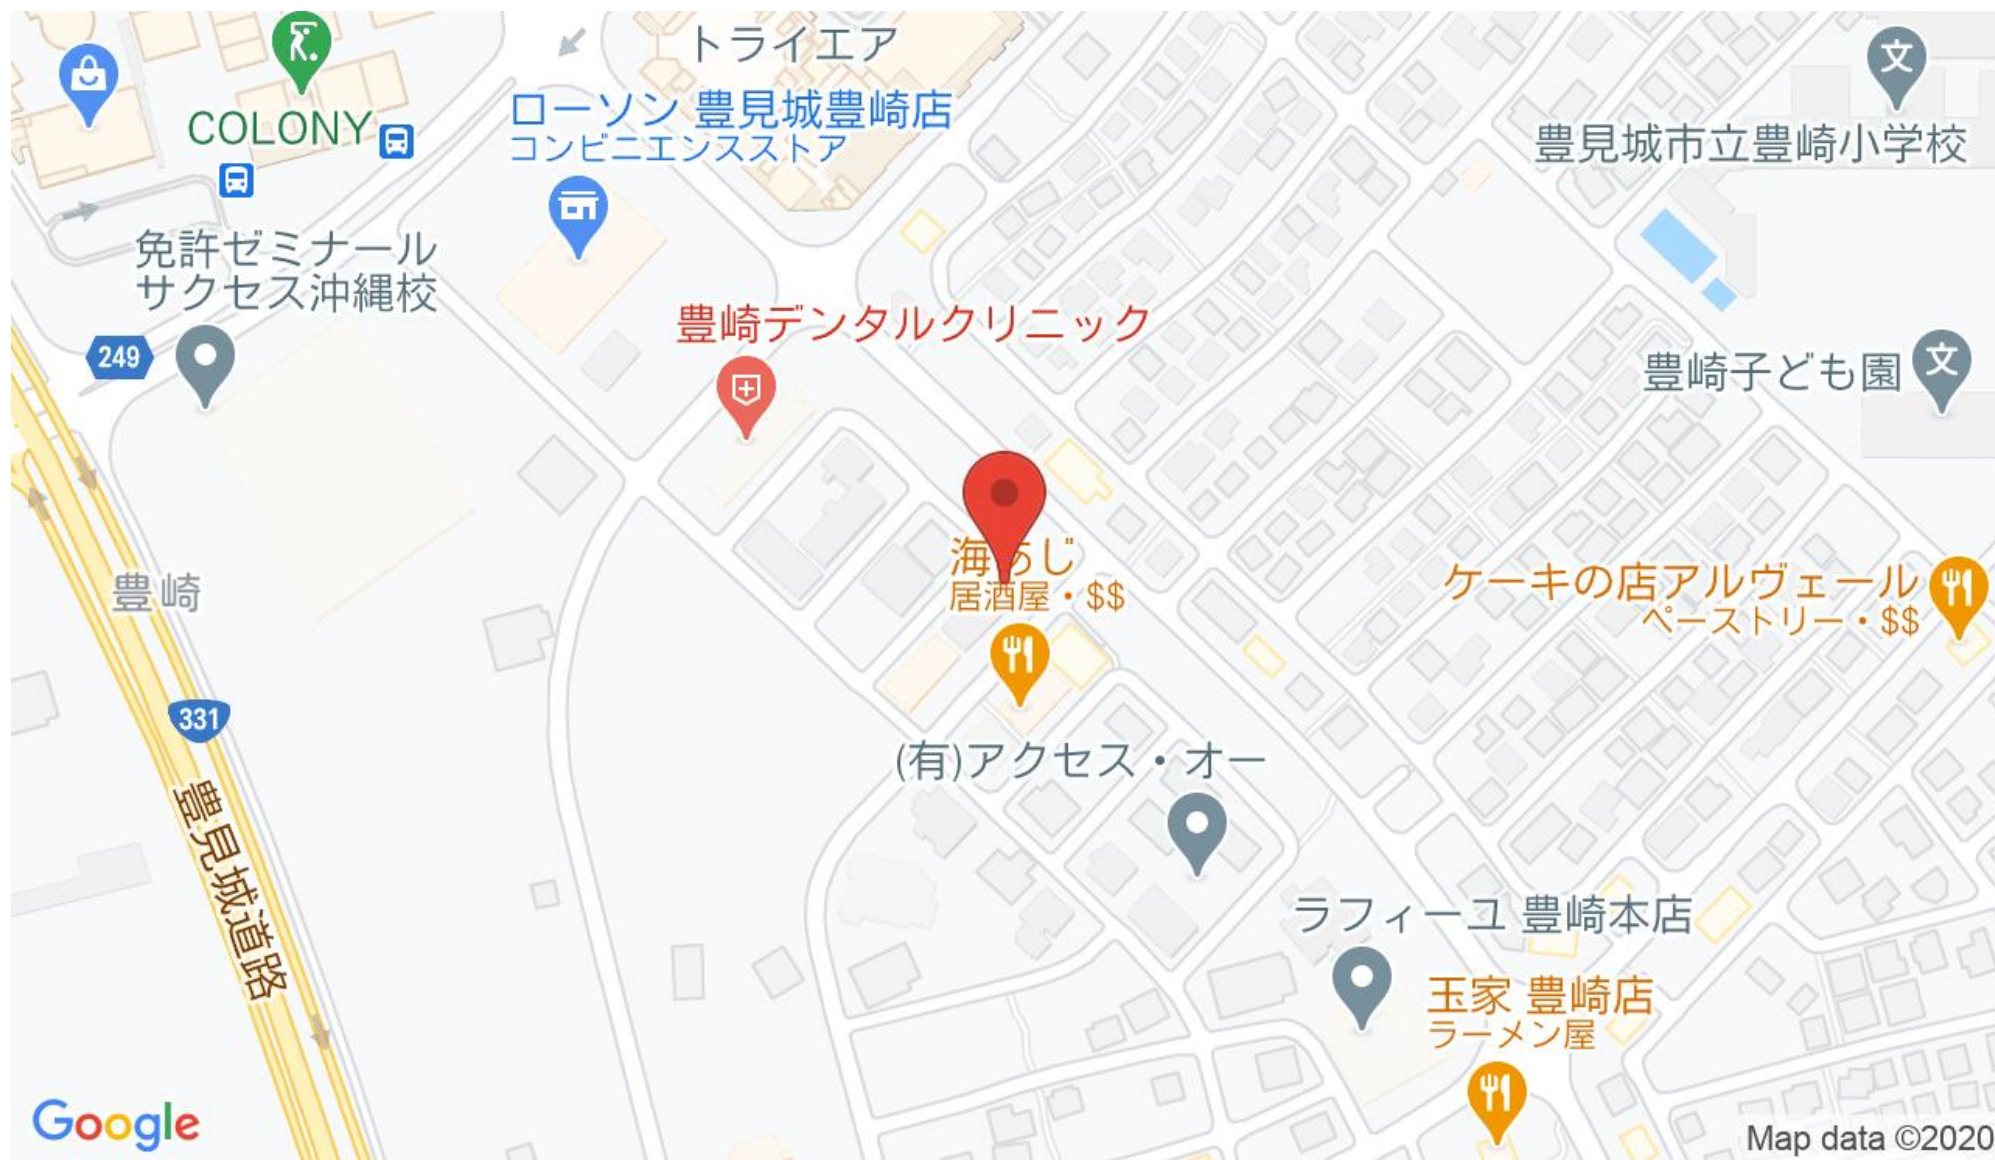 トライエア
ローソン 豊見城豊崎店
コンビニエンスストア
COLONY
文
豊見城市立豊崎小学校
免許ゼミナール
サクセス沖縄校
249
豊崎デンタルクリニック
豊崎子ども園
文
豊崎
居酒屋・$$
ケーキの店アルヴェール
ペーストリー・$$
331
豊見城道路
(有)アクセス・オー
ラフィーユ 豊崎本店
玉家 豊崎店
ラーメン屋
Google
Map data ©2020